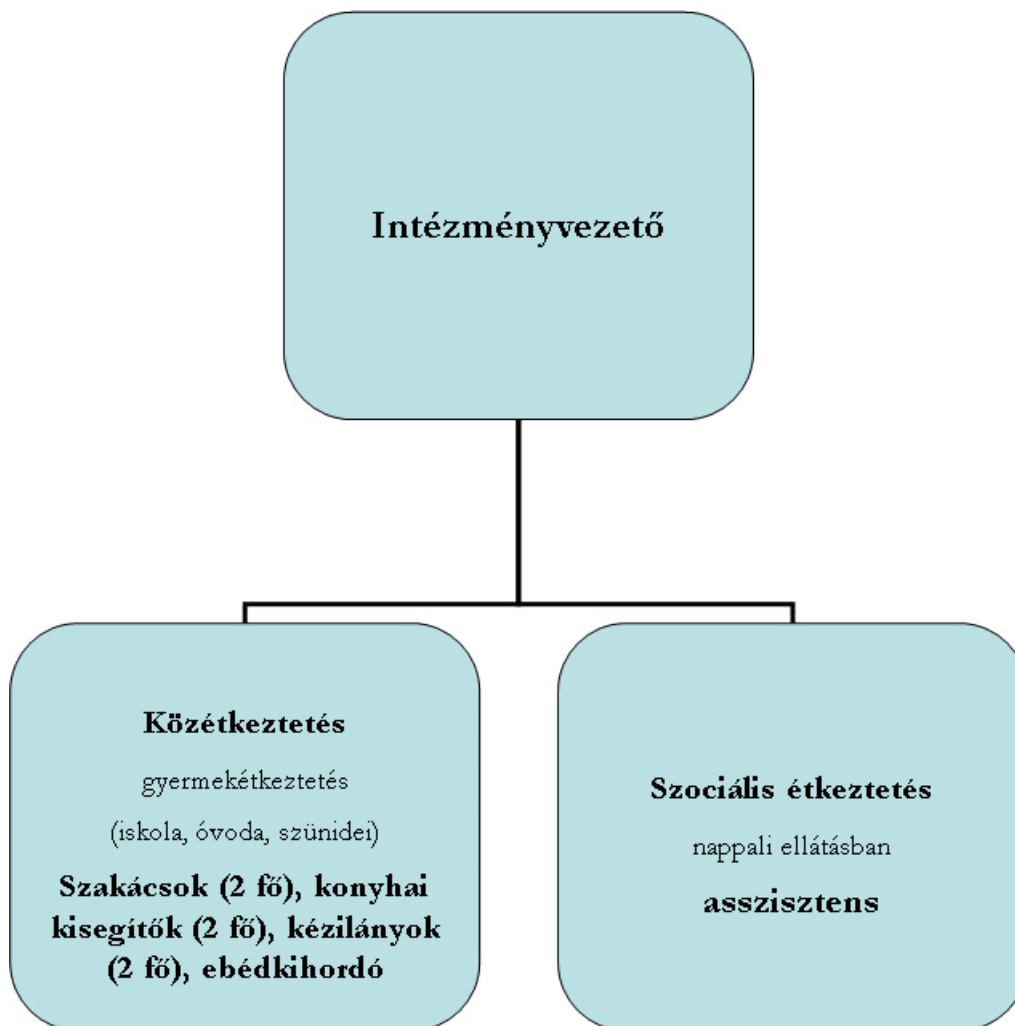 Intézményvezető
Közétkeztetés
gyermekétkeztetés
(iskola, óvoda, szünidei)
Szakácsok (2 fő), konyhai
kisegítők (2 fő), kézilányok
(2 fő), ebédkihordó
Szociális étkeztetés
nappali ellátásban
asszisztens